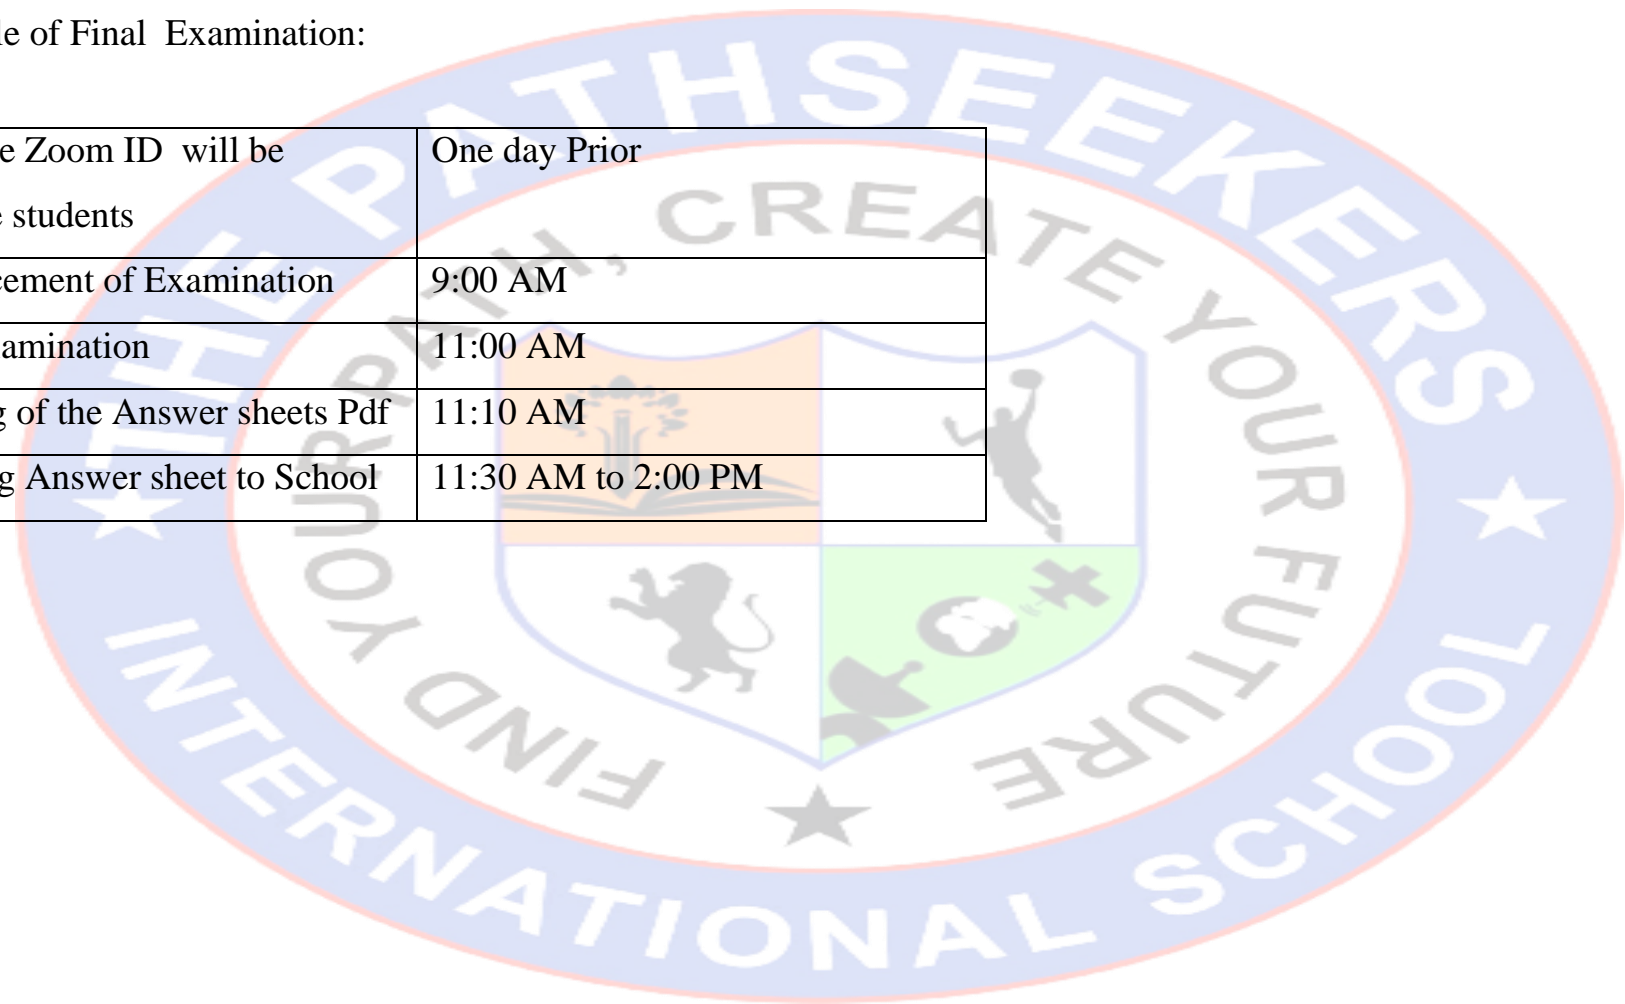 le of Final Examination:
e Zoom ID will be
One day Prior
e students
cement of Examination
9:00 AM
amination
11:00 AM
g of the Answer sheets Pdf
11:10 AM
g Answer sheet to School
11:30 AM to 2:00 PM
THE PATHSEEKERS
INTERNATIONAL SCHOOL
FIND YOUR PATH, CREATE YOUR FUTURE